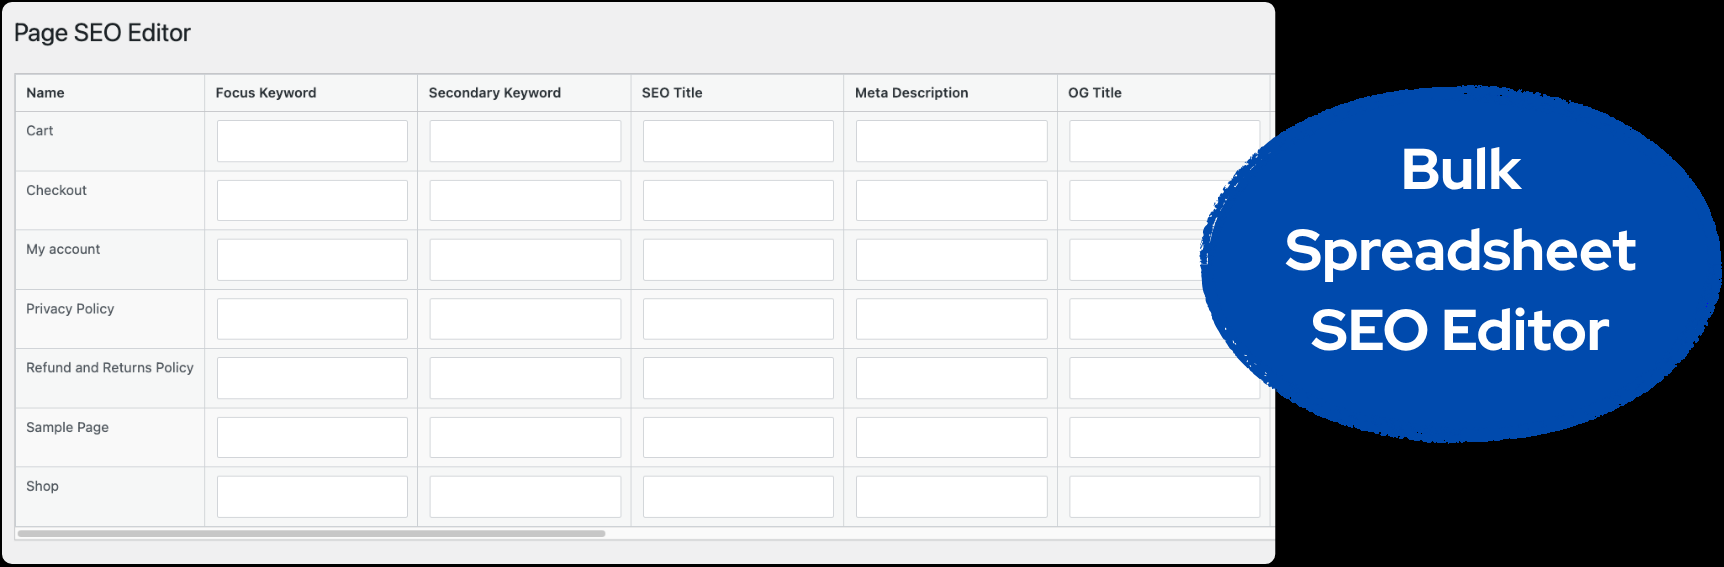 Page SEO Editor
Name Focus Keyword Secondary Keyword SEO Title Meta Description OG Title
Cart
Checkout
My account
Privacy Policy
Refund and Returns Policy
Sample Page
Shop
Bulk
Spreadsheet
SEO Editor